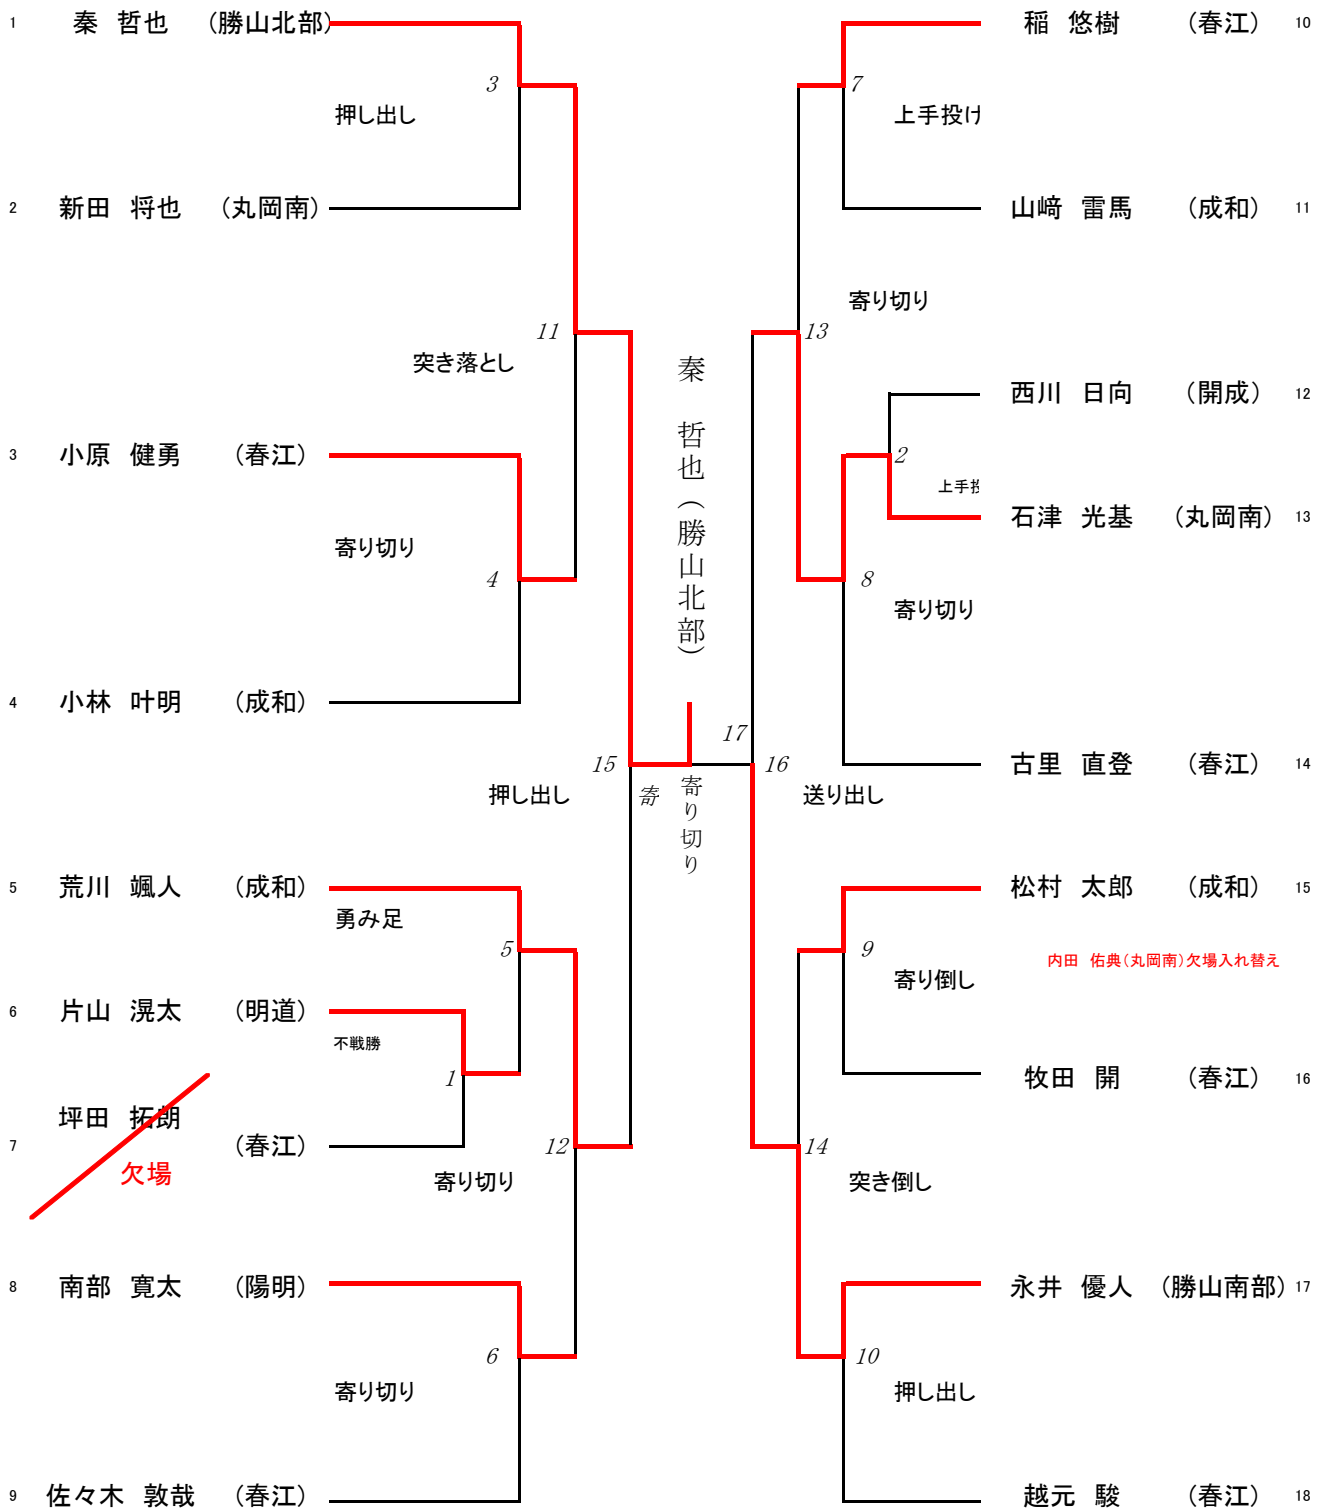 1 秦 哲也 (勝山北部)
稲 悠樹 (春江) 10
3
7
押し出し
上手投げ
2 新田 将也 (丸岡南)
山﨑 雷馬 (成和) 11
寄り切り
11
13
突き落とし
秦 哲也(勝山北部)
西川 日向 (開成) 12
3 小原 健勇 (春江)
2
上手投
石津 光基 (丸岡南) 13
寄り切り
4
8
寄り切り
4 小林 叶明 (成和)
17
15
16
古里 直登 (春江) 14
押し出し
寄
寄り切り
送り出し
5 荒川 颯人 (成和)
松村 太郎 (成和) 15
勇み足
5
9
内田 佑典(丸岡南)欠場入れ替え
寄り倒し
6 片山 滉太 (明道)
不戦勝
1
牧田 開 (春江) 16
坪田 拓朗
7 (春江)
12
14
欠場
寄り切り
突き倒し
8 南部 寛太 (陽明)
永井 優人 (勝山南部) 17
6
10
寄り切り
押し出し
9 佐々木 敦哉 (春江)
越元 駿 (春江) 18